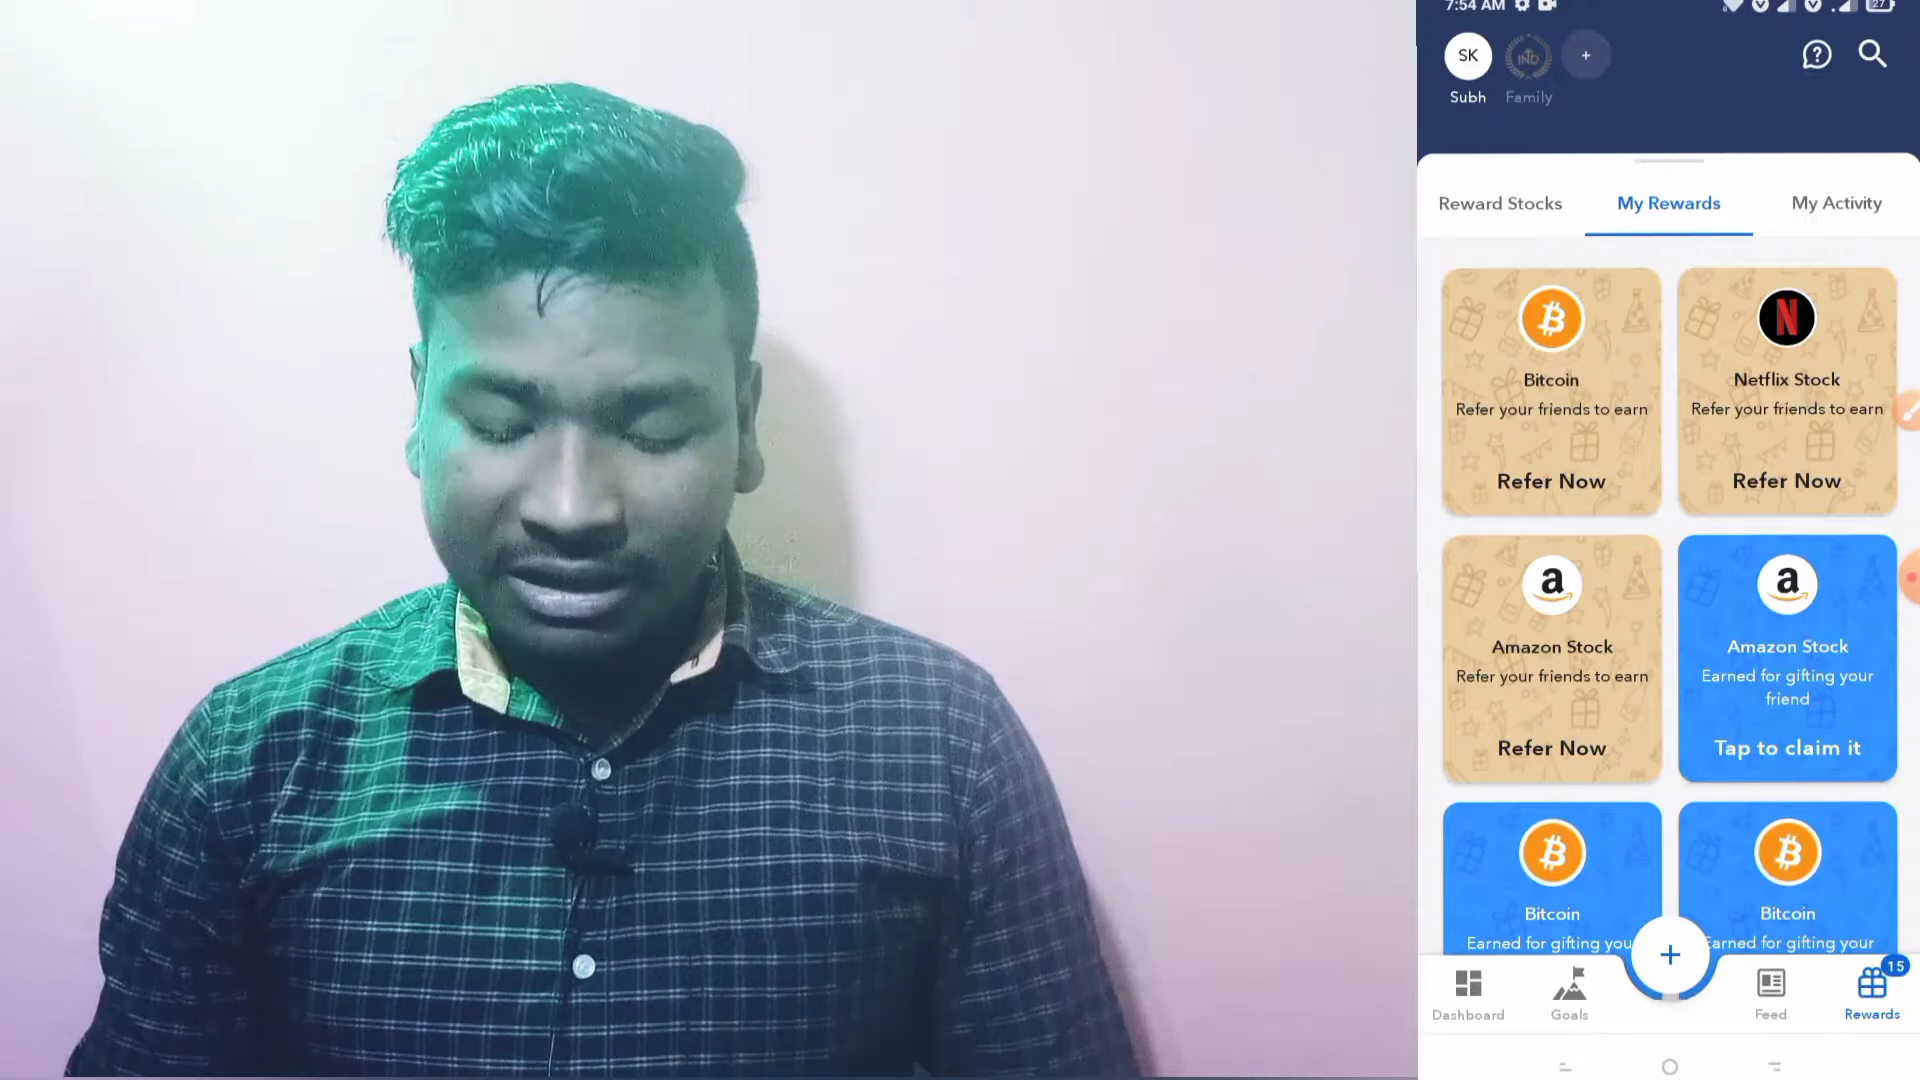 7:54 AM
27
SK
IND
+
Subh
Family
Reward Stocks
My Rewards
My Activity
Bitcoin
Refer your friends to earn
Refer Now
Netflix Stock
Refer your friends to earn
Refer Now
Amazon Stock
Refer your friends to earn
Refer Now
Amazon Stock
Earned for gifting your
friend
Tap to claim it
Bitcoin
Earned for gifting you
Bitcoin
Earned for gifting your
Dashboard
Goals
+
Feed
15
Rewards